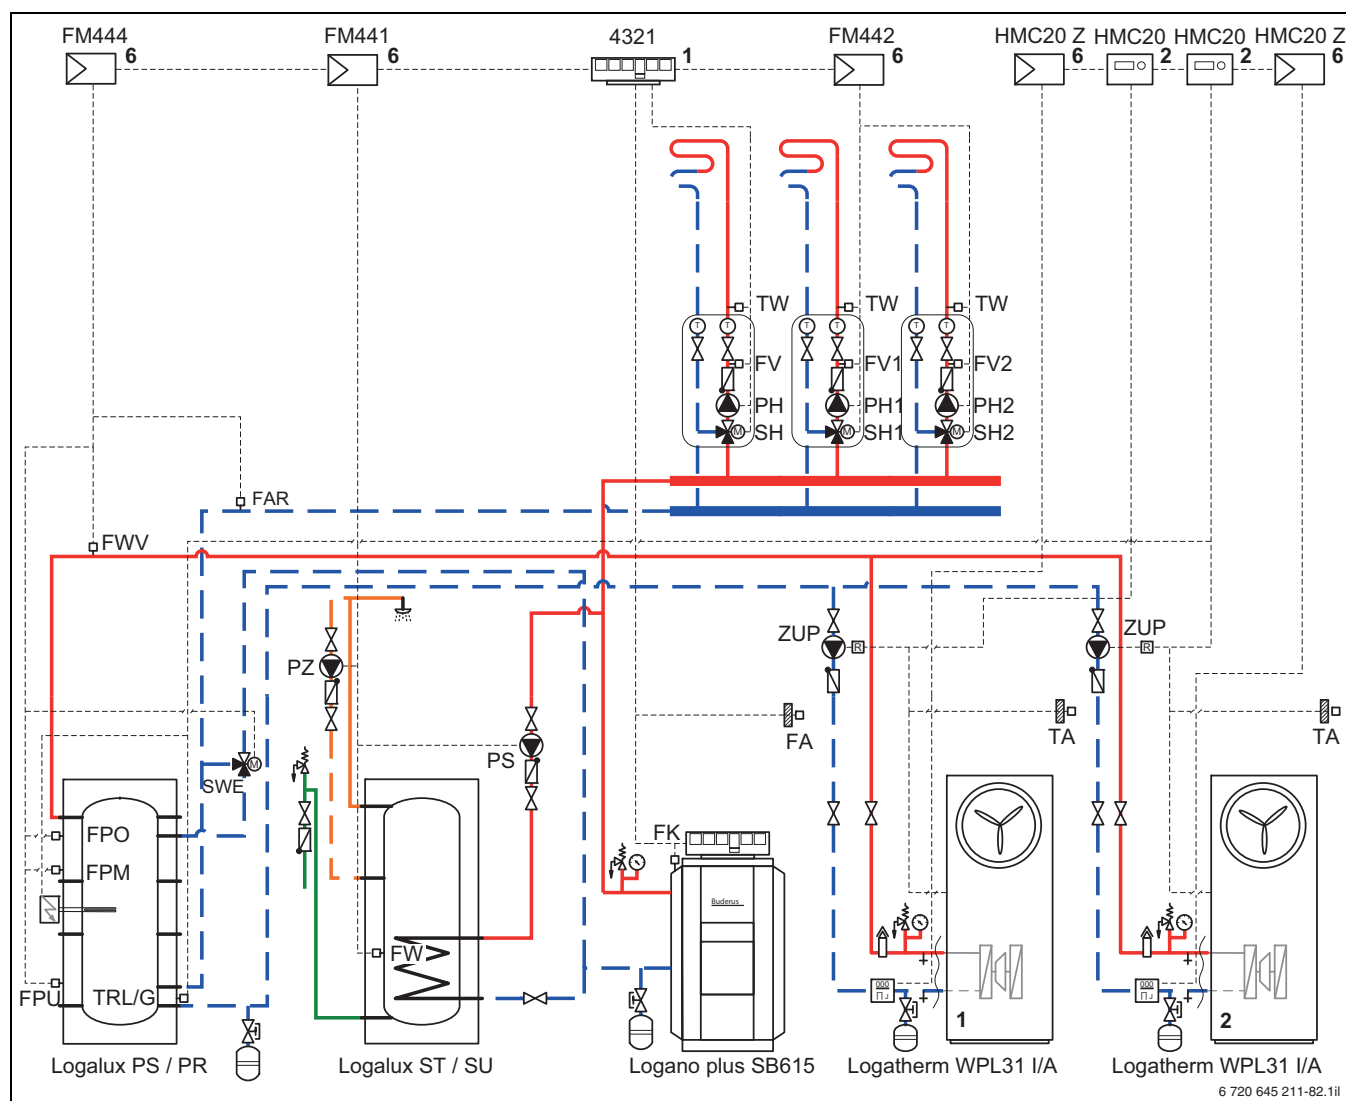 FM444 6
FM441 6
4321 1
FM442 6
HMC20 Z 6
HMC20 2
HMC20 2
HMC20 Z 6
TW TW TW
T T T T T T
FV FV1 FV2
PH PH1 PH2
M SH M SH1 M SH2
FAR
FWV
ZUP R ZUP R
PZ
FA TA TA
PS
SWE M
FPO
FPM
FK
Buderus
FW
FPU TRL/G
000
000
1 2
Logalux PS / PR
Logalux ST / SU
Logano plus SB615
Logatherm WPL31 I/A
Logatherm WPL31 I/A
6 720 645 211-82.1il